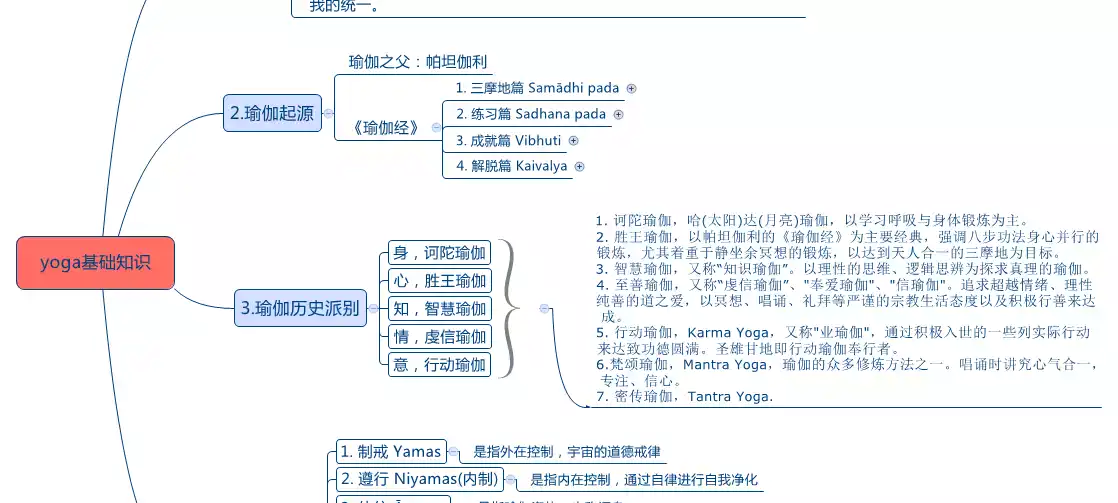 我的统一。
瑜伽之父：帕坦伽利
2.瑜伽起源
《瑜伽经》
1. 三摩地篇 Samādhi pada
2. 练习篇 Sadhana pada
3. 成就篇 Vibhuti
4. 解脱篇 Kaivalya
yoga基础知识
3.瑜伽历史派别
身，诃陀瑜伽
心，胜王瑜伽
知，智慧瑜伽
情，虔信瑜伽
意，行动瑜伽
1. 诃陀瑜伽，哈(太阳)达(月亮)瑜伽，以学习呼吸与身体锻炼为主。
2. 胜王瑜伽，以帕坦伽利的《瑜伽经》为主要经典，强调八步功法身心并行的
锻炼，尤其着重于静坐余冥想的锻炼，以达到天人合一的三摩地为目标。
3. 智慧瑜伽，又称“知识瑜伽”。以理性的思维、逻辑思辨为探求真理的瑜伽。
4. 至善瑜伽，又称“虔信瑜伽”、"奉爱瑜伽"、"信瑜伽"。追求超越情绪、理性
纯善的道之爱，以冥想、唱诵、礼拜等严谨的宗教生活态度以及积极行善来达
成。
5. 行动瑜伽，Karma Yoga，又称"业瑜伽"，通过积极入世的一些列实际行动
来达致功德圆满。圣雄甘地即行动瑜伽奉行者。
6.梵颂瑜伽，Mantra Yoga，瑜伽的众多修炼方法之一。唱诵时讲究心气合一，
专注、信心。
7. 密传瑜伽，Tantra Yoga.
1. 制戒 Yamas
是指外在控制，宇宙的道德戒律
2. 遵行 Niyamas(内制)
是指内在控制，通过自律进行自我净化